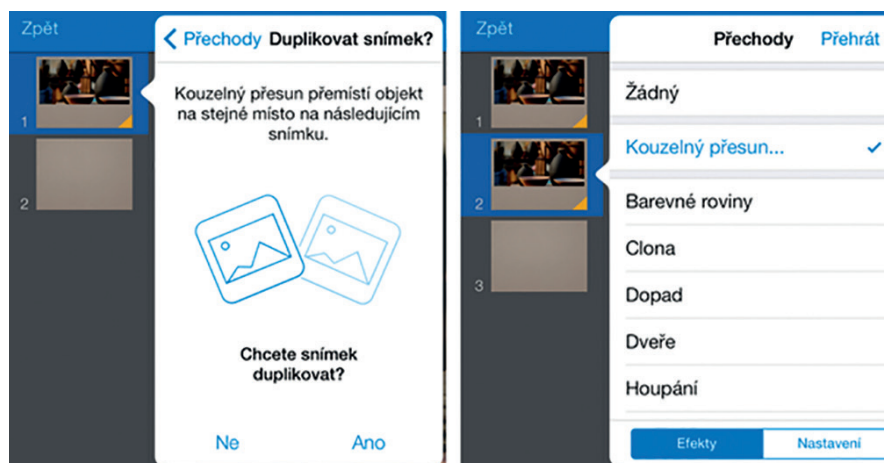 Zpět
Přechody Duplikovat snímek?
Kouzelný přesun přemístí objekt
na stejné místo na následujícím
snímku.
1
2
Chcete snímek
duplikovat?
Ne Ano
Zpět
Přechody Přehrát
1
Žádný
Kouzelný přesun...
2
Barevné roviny
Clona
3
Dopad
Dveře
Houpání
Efekty Nastavení